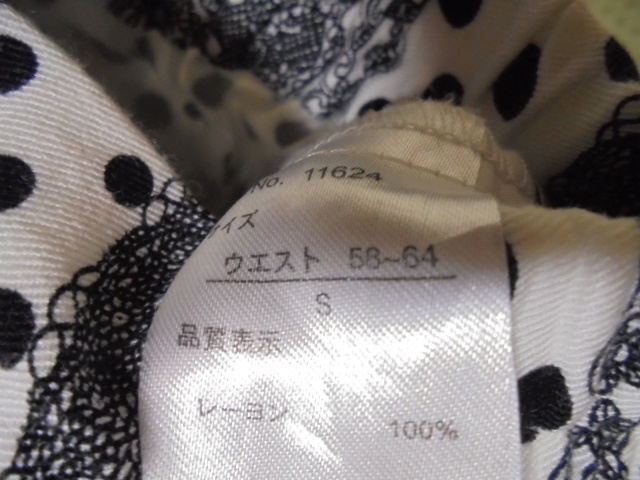 No. 11624
サイズ
ウエスト 58~64
S
品質表示
レーヨン 100%